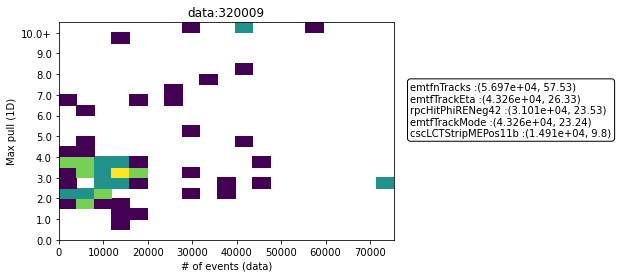 data:320009
10.0+
9.0
8.0
7.0
6.0
5.0
4.0
3.0
2.0
1.0
0.0
Max pull (1D)
0 10000 20000 30000 40000 50000 60000 70000
# of events (data)
emtfnTracks :(5.697e+04, 57.53)
emtfTrackEta :(4.326e+04, 26.33)
rpcHitPhiRENeg42 :(3.101e+04, 23.53)
emtfTrackMode :(4.326e+04, 23.24)
cscLCTStripMEPos11b :(1.491e+04, 9.8)